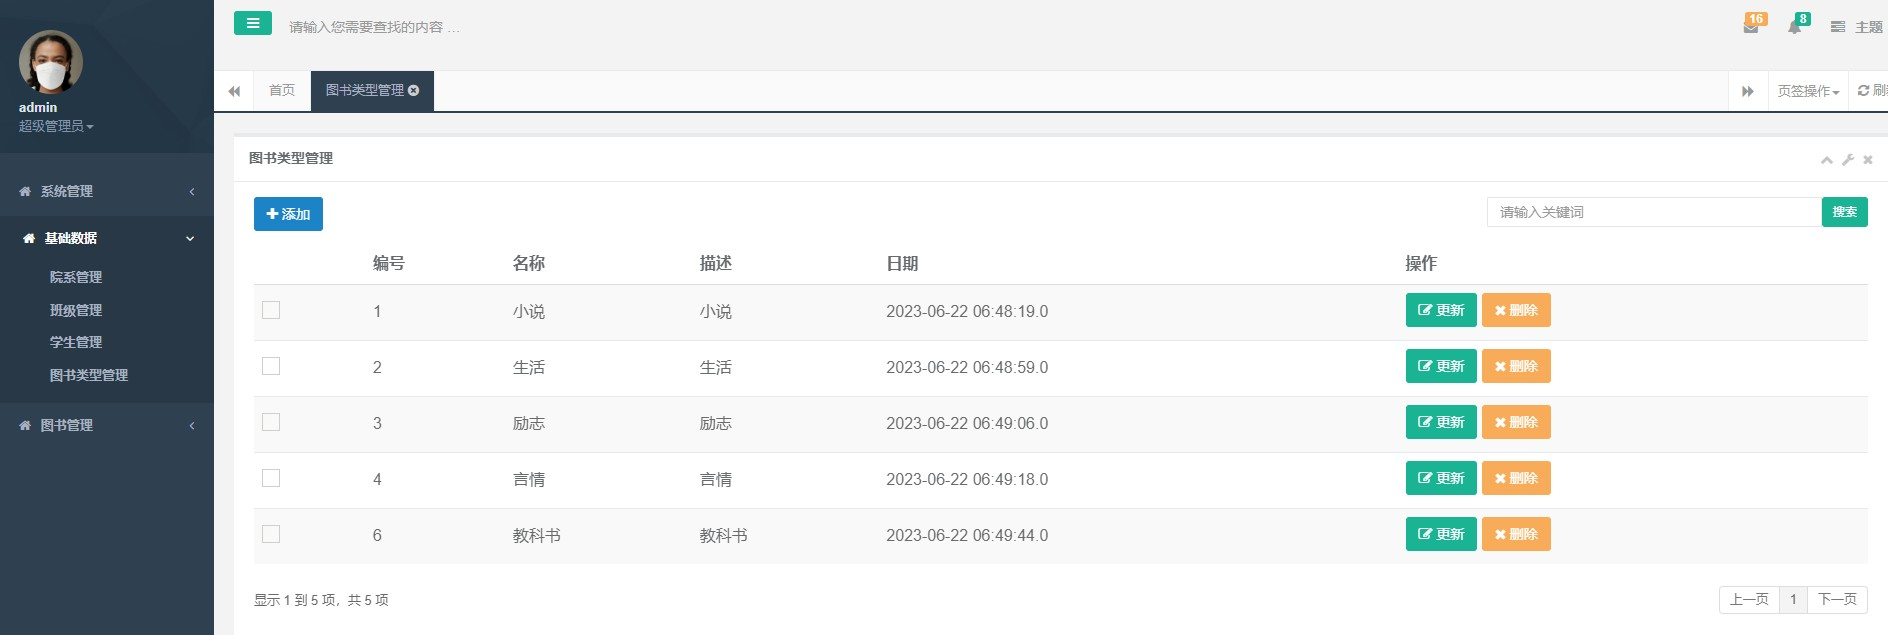 请输入您需要查找的内容 …
16
8
主题
admin
超级管理员
首页
图书类型管理
页签操作
系统管理
基础数据
院系管理
班级管理
学生管理
图书类型管理
图书管理
图书类型管理
添加
请输入关键词
搜索
编号 名称 描述 日期 操作
1 小说 小说 2023-06-22 06:48:19.0 更新 删除
2 生活 生活 2023-06-22 06:48:59.0 更新 删除
3 励志 励志 2023-06-22 06:49:06.0 更新 删除
4 言情 言情 2023-06-22 06:49:18.0 更新 删除
6 教科书 教科书 2023-06-22 06:49:44.0 更新 删除
显示 1 到 5 项，共 5 项
上一页 1 下一页